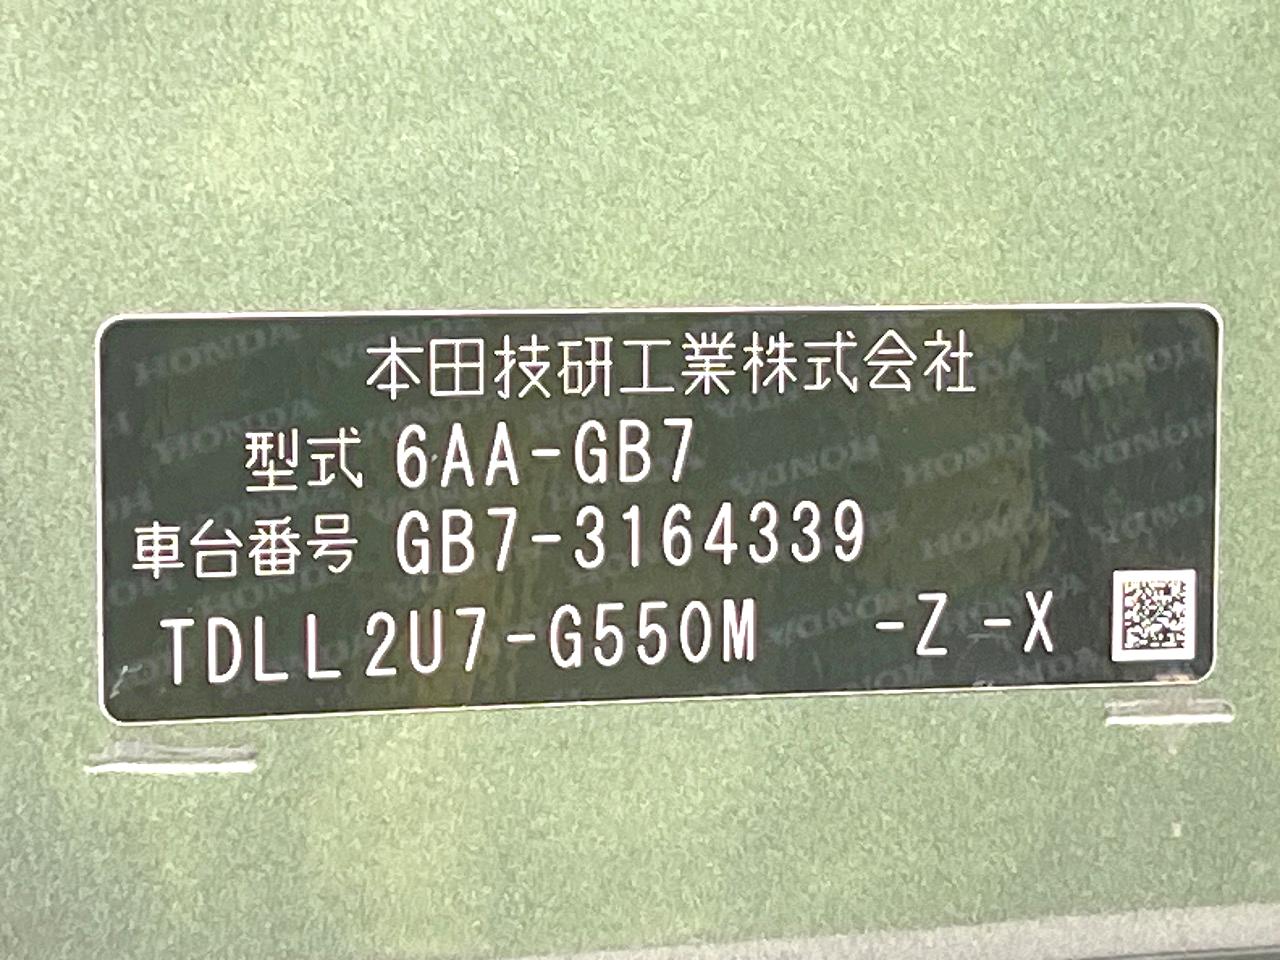 本田技研工業株式会社
型式 6AA-GB7
車台番号 GB7-3164339
TDLL2U7-G550M -Z -X